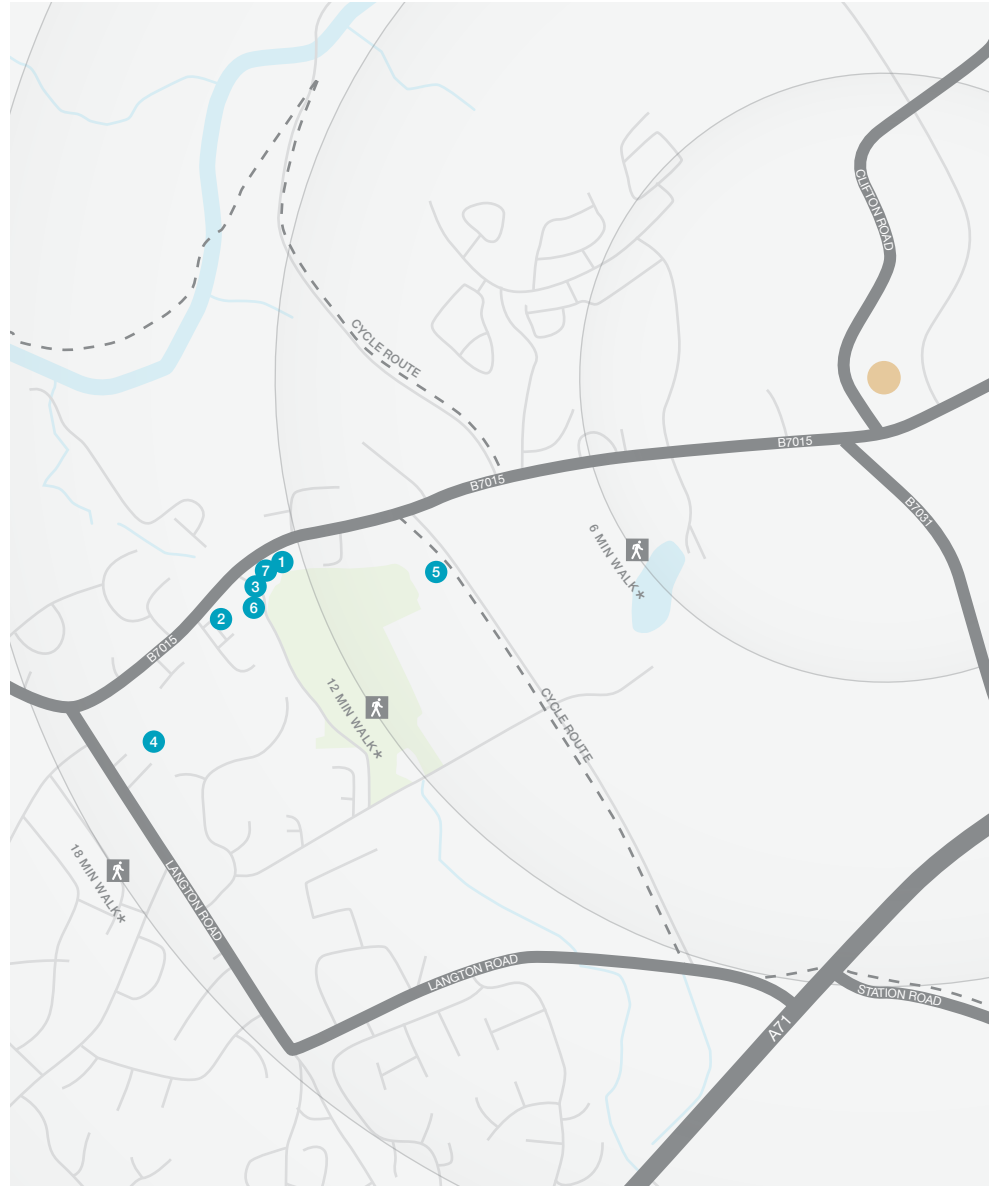 CLIFTON ROAD
CYCLE ROUTE
B7015
B7015
B7031
6 MIN WALK*
1
7
5
3
6
2
B7015
12 MIN WALK*
CYCLE ROUTE
4
18 MIN WALK*
LANGTON ROAD
LANGTON ROAD
STATION ROAD
A71